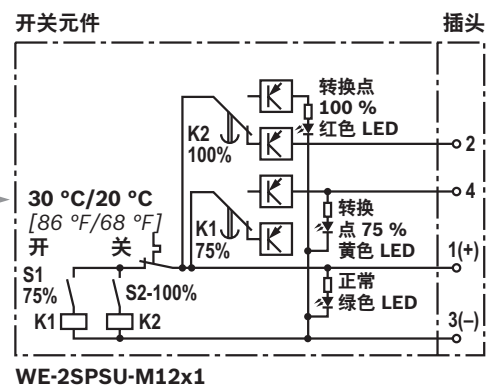 开关元件
插头
转换点
100 %
红色 LED
K2
100%
2
4
30 °C/20 °C
[86 °F/68 °F]
开 关
K1
75%
转换
点 75 %
黄色 LED
1(+)
S1
75%
S2-100%
正常
绿色 LED
K1
K2
3(–)
WE-2SPSU-M12x1